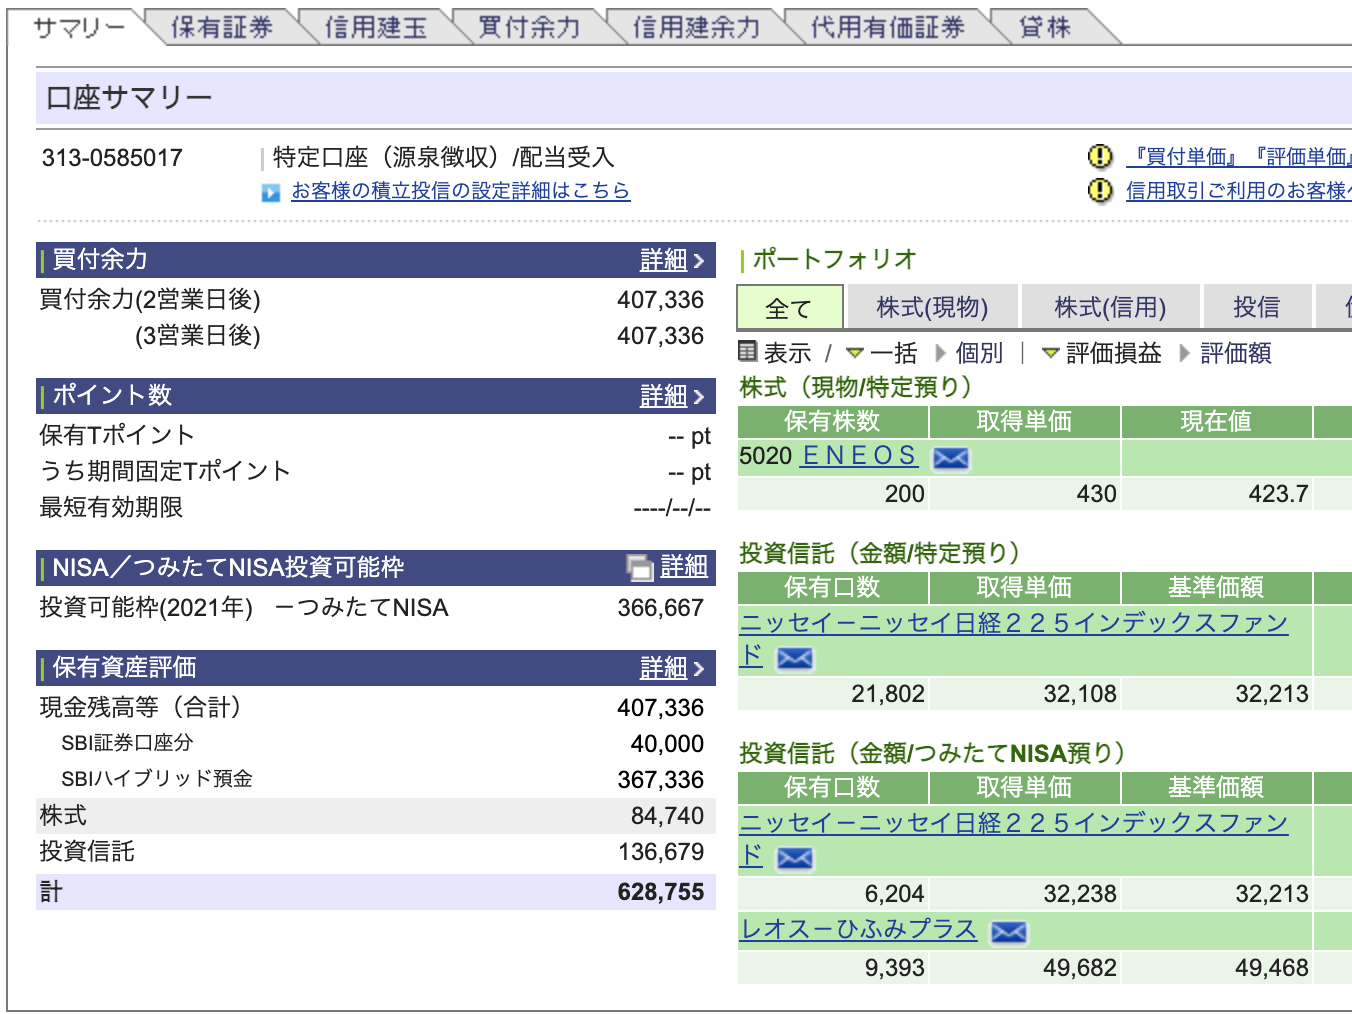 サマリー 保有証券 信用建玉 買付余力 信用建余力 代用有価証券 貸株
口座サマリー
313-0585017 特定口座（源泉徴収）/配当受入
お客様の積立投信の設定詳細はこちら
『買付単価』『評価単価』
信用取引ご利用のお客様へ
買付余力 詳細
買付余力(2営業日後) 407,336
(3営業日後) 407,336
ポイント数 詳細
保有Tポイント -- pt
うち期間固定Tポイント -- pt
最短有効期限 ----/--/--
NISA／つみたてNISA投資可能枠 詳細
投資可能枠(2021年) －つみたてNISA 366,667
保有資産評価 詳細
現金残高等（合計） 407,336
SBI証券口座分 40,000
SBIハイブリッド預金 367,336
株式 84,740
投資信託 136,679
計 628,755
ポートフォリオ
全て 株式(現物) 株式(信用) 投信
表示 / 一括 個別 | 評価損益 評価額
株式（現物/特定預り）
保有株数 取得単価 現在値
5020 ＥＮＥＯＳ
200 430 423.7
投資信託（金額/特定預り）
保有口数 取得単価 基準価額
ニッセイ－ニッセイ日経２２５インデックスファン
ド
21,802 32,108 32,213
投資信託（金額/つみたてNISA預り）
保有口数 取得単価 基準価額
ニッセイ－ニッセイ日経２２５インデックスファン
ド
6,204 32,238 32,213
レオス－ひふみプラス
9,393 49,682 49,468